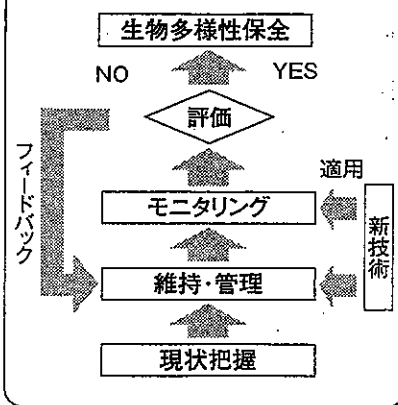 生物多様性保全
NO
YES
評価
フィードバック
適用
モニタリング
新技術
維持・管理
現状把握